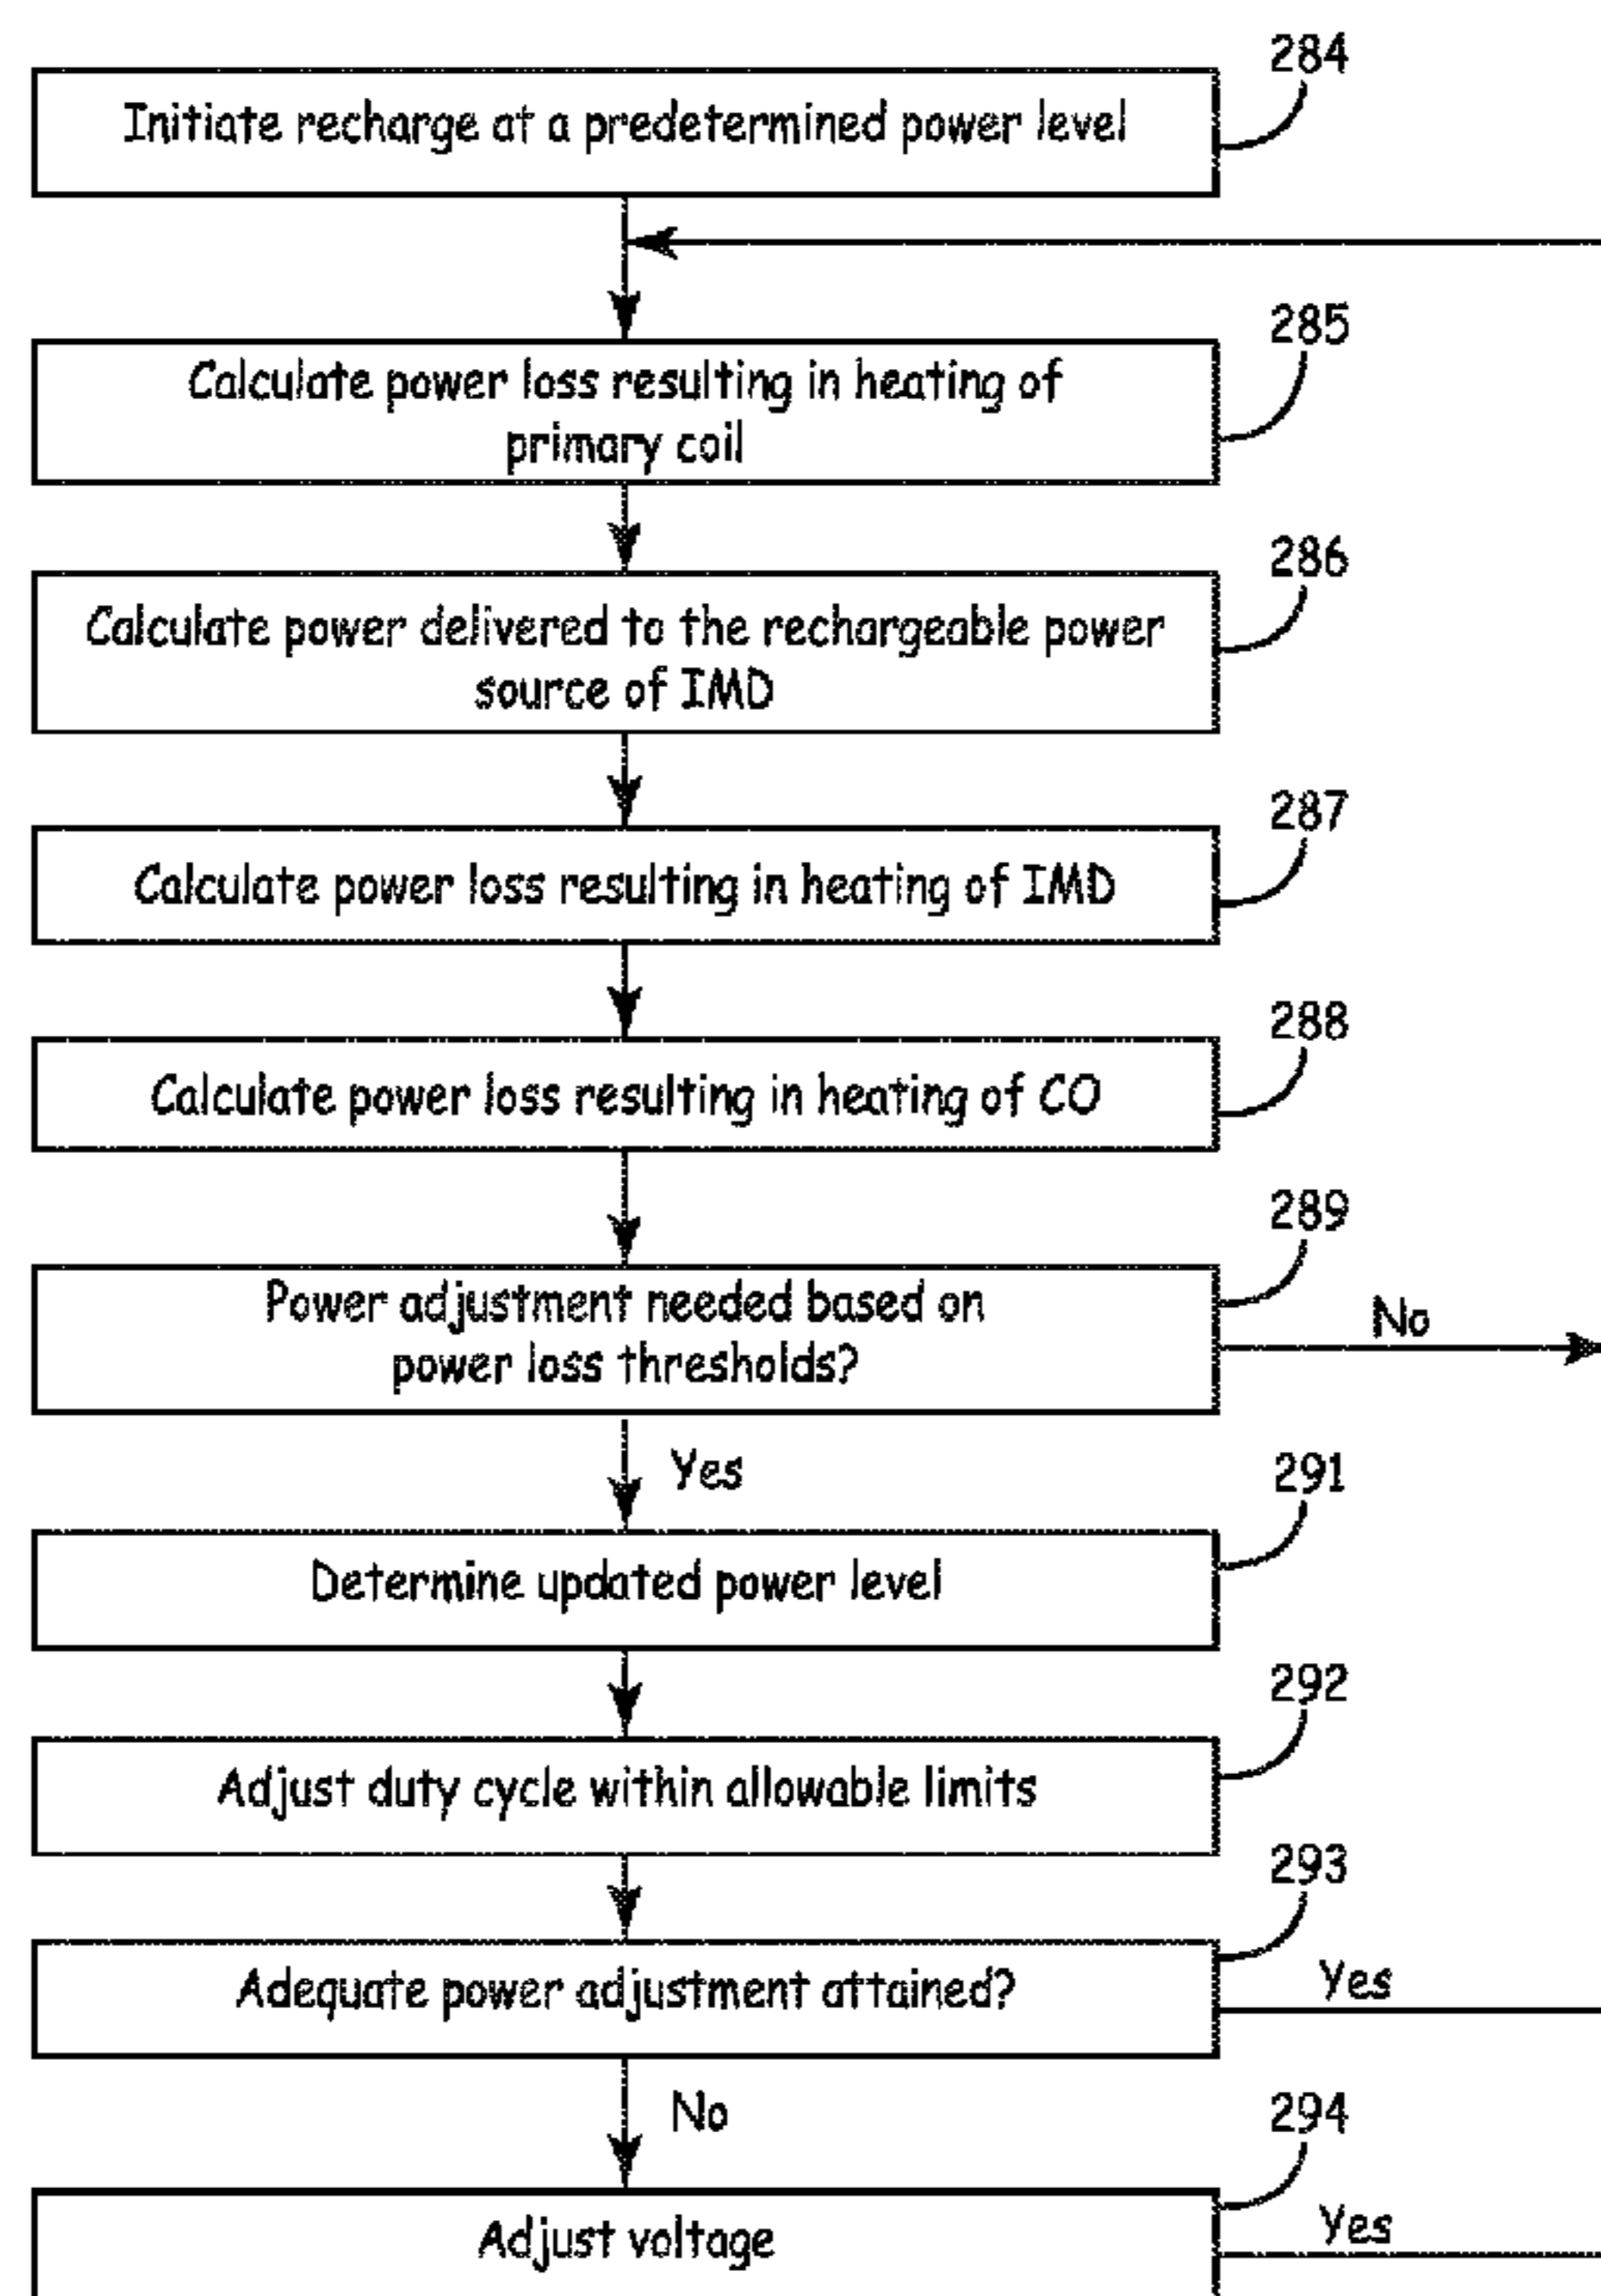 284
Initiate recharge at a predetermined power level
285
Calculate power loss resulting in heating of
primary coil
286
Calculate power delivered to the rechargeable power
source of IMD
287
Calculate power loss resulting in heating of IMD
288
Calculate power loss resulting in heating of CO
289
Power adjustment needed based on
power loss thresholds?
No
Yes
291
Determine updated power level
292
Adjust duty cycle within allowable limits
293
Adequate power adjustment attained?
Yes
No
294
Adjust voltage
Yes